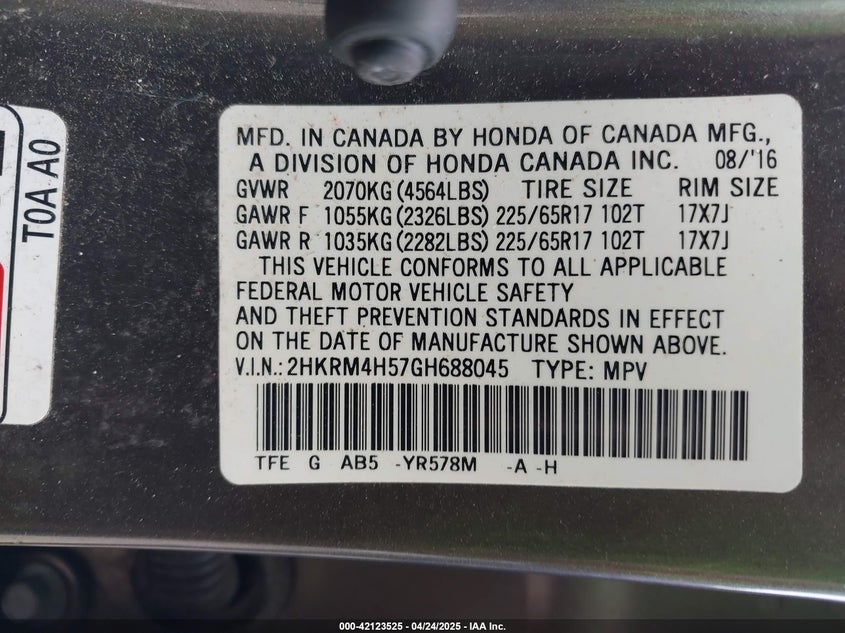 MFD. IN CANADA BY HONDA OF CANADA MFG.,
A DIVISION OF HONDA CANADA INC. 08/'16
GVWR 2070KG (4564LBS) TIRE SIZE RIM SIZE
GAWR F 1055KG (2326LBS) 225/65R17 102T 17X7J
GAWR R 1035KG (2282LBS) 225/65R17 102T 17X7J
THIS VEHICLE CONFORMS TO ALL APPLICABLE
FEDERAL MOTOR VEHICLE SAFETY
AND THEFT PREVENTION STANDARDS IN EFFECT
ON THE DATE OF MANUFACTURE SHOWN ABOVE.
V.I.N.: 2HKRM4H57GH688045 TYPE: MPV
TFE G AB5 -YR578M -A -H
T0A A0
000-42123525 - 04/24/2025 - IAA Inc.